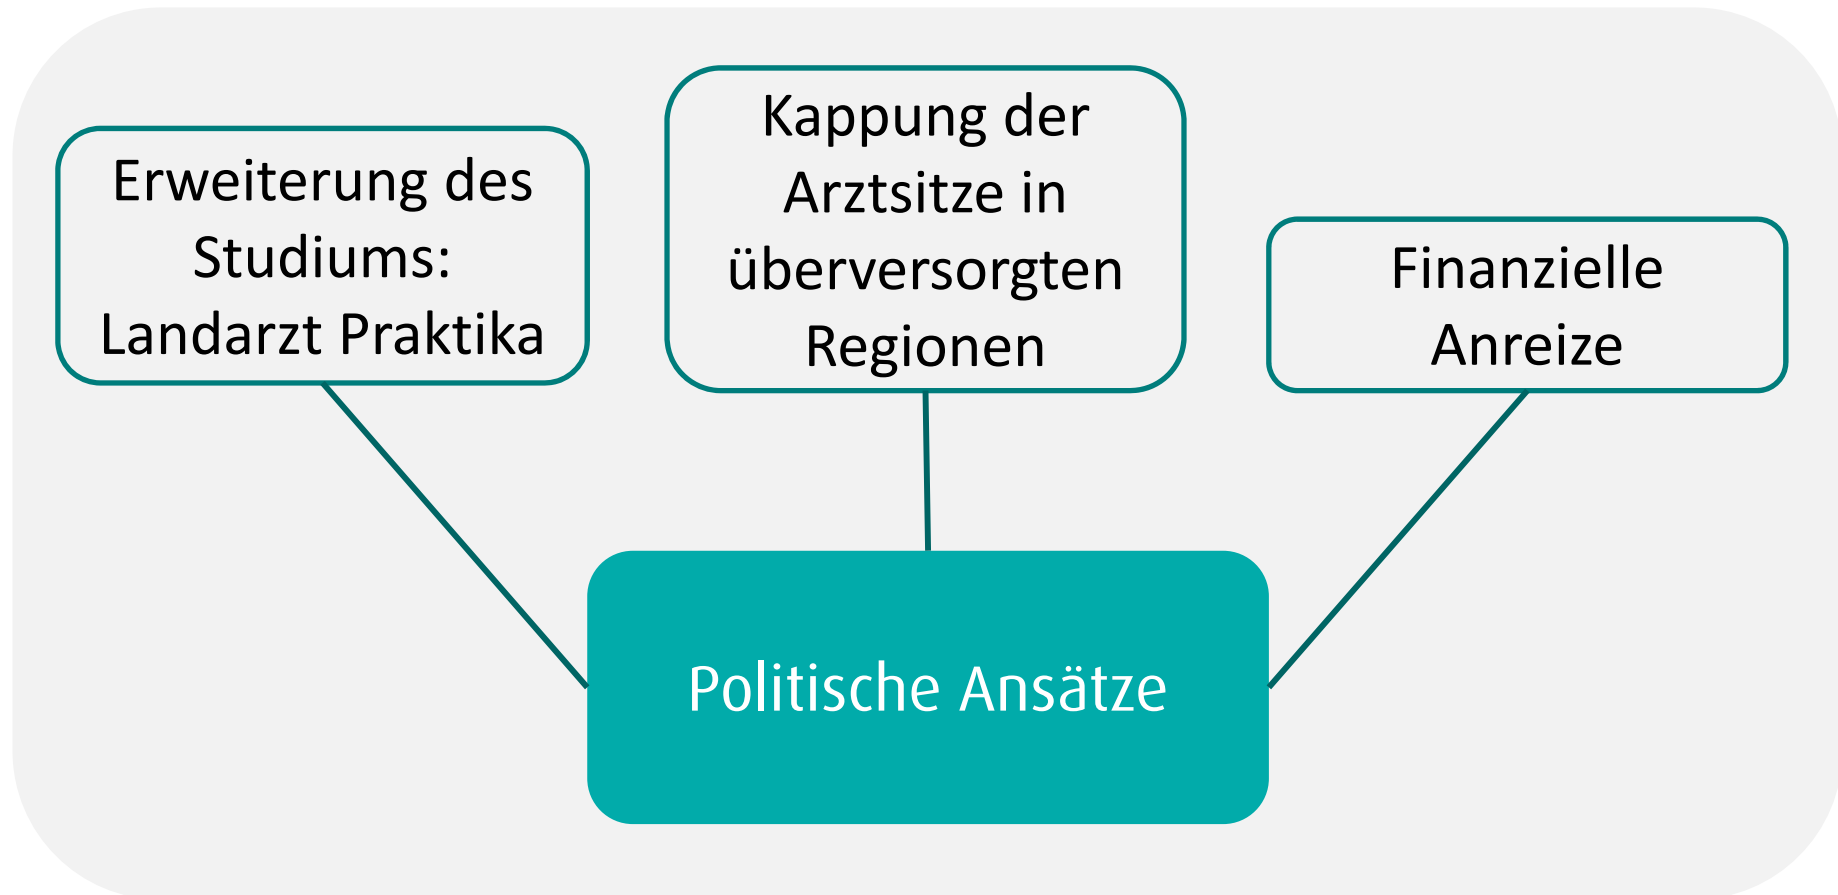 Erweiterung des
Studiums:
Landarzt Praktika
Kappung der
Arztsitze in
überversorgten
Regionen
Finanzielle
Anreize
Politische Ansätze